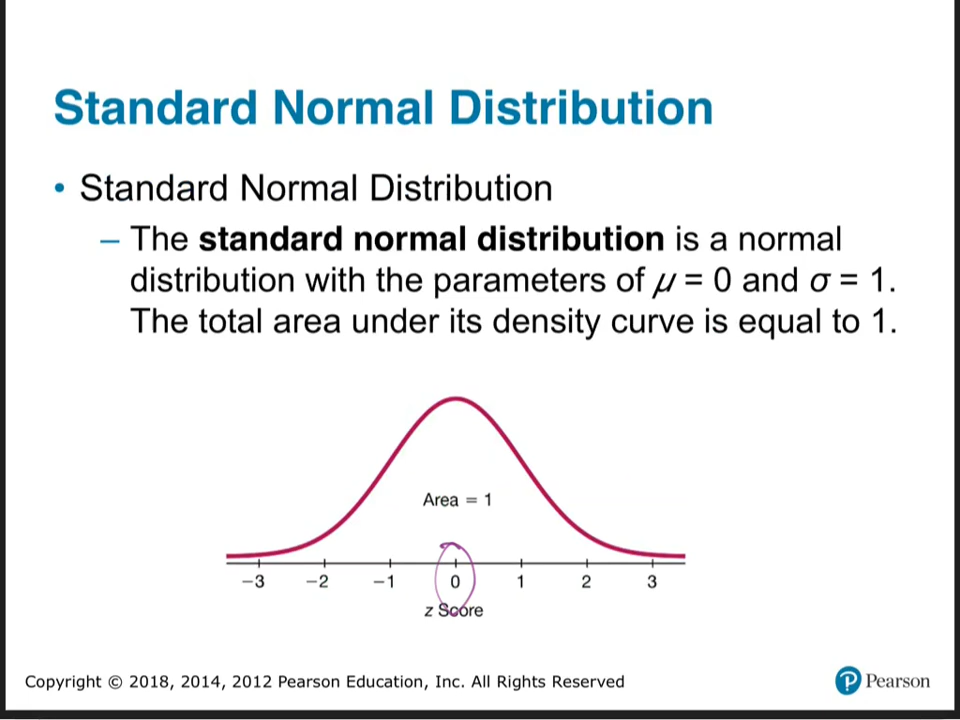 Standard Normal Distribution
• Standard Normal Distribution
– The standard normal distribution is a normal
distribution with the parameters of μ = 0 and σ = 1.
The total area under its density curve is equal to 1.
Area = 1
−3 −2 −1 0 1 2 3
z Score
Copyright © 2018, 2014, 2012 Pearson Education, Inc. All Rights Reserved
P Pearson